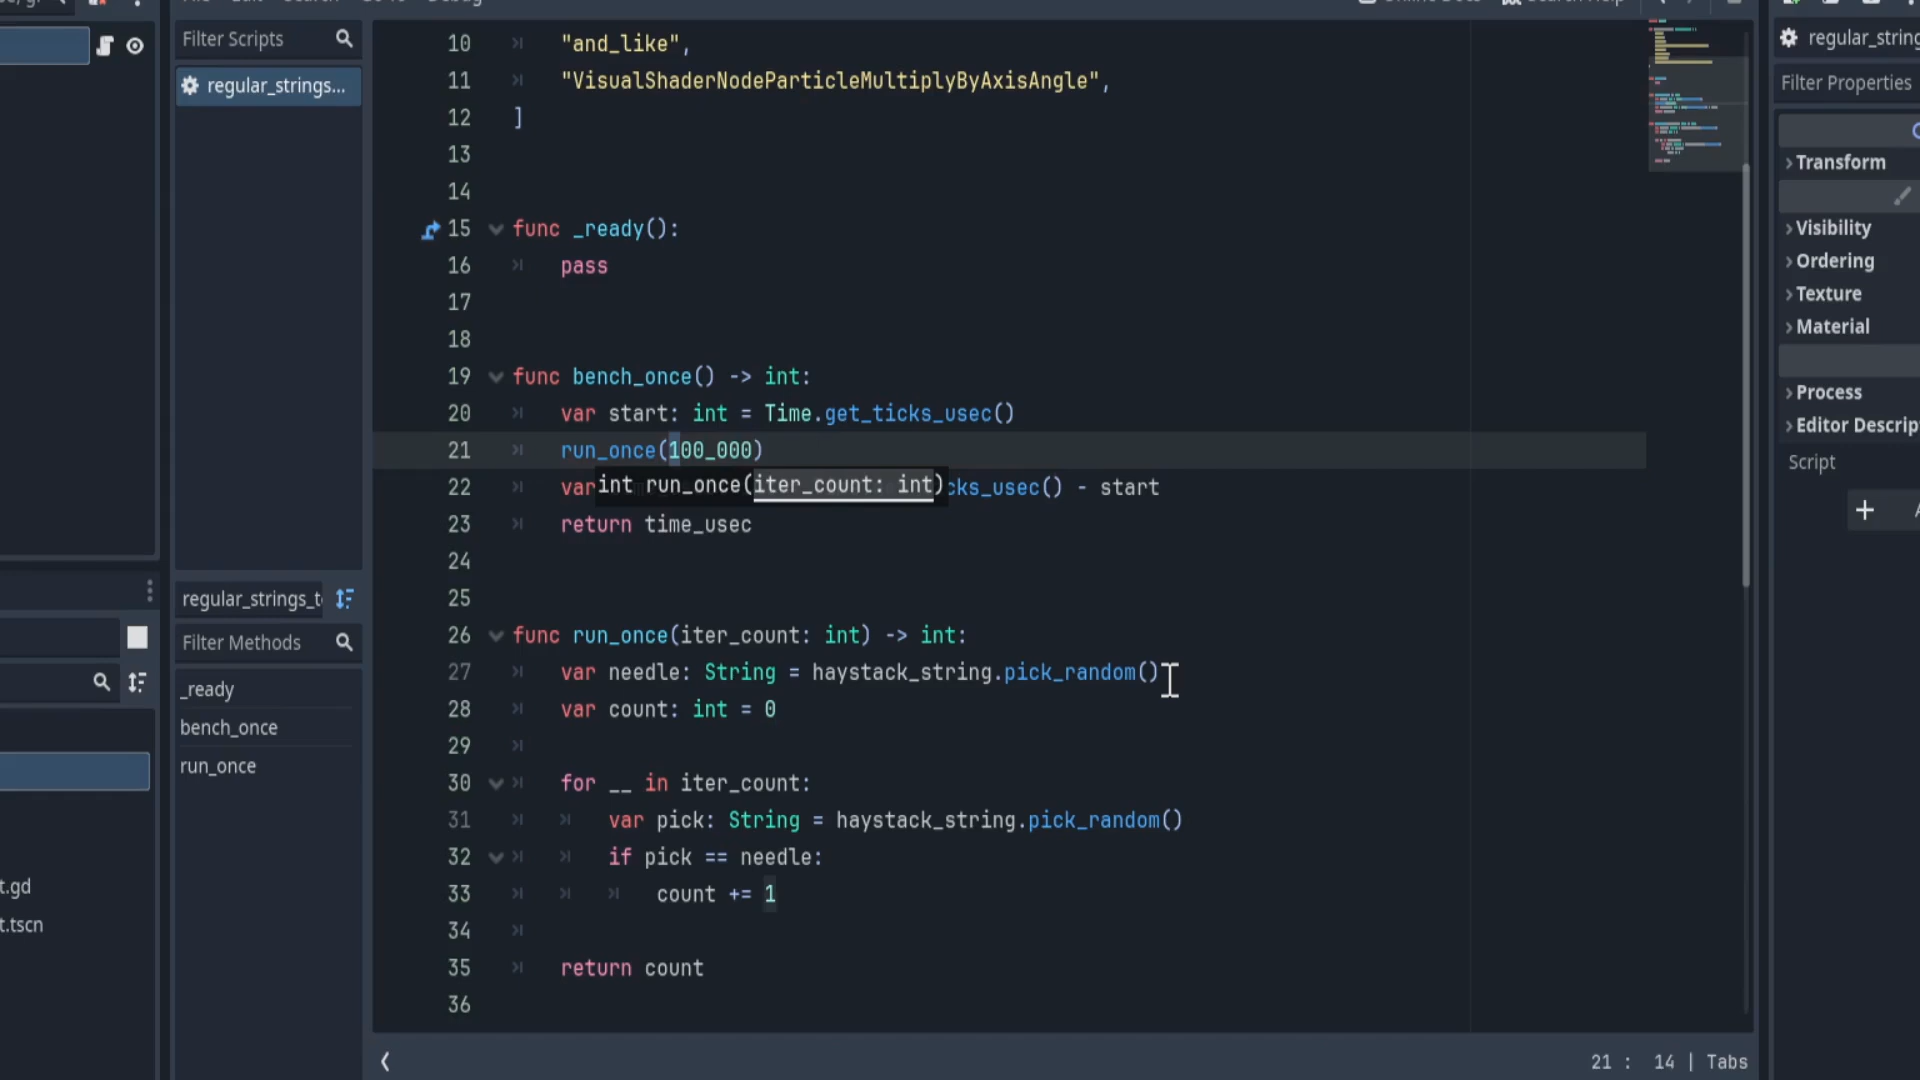 Filter Scripts
regular_strings...
regular_strings_t
Filter Methods
_ready
bench_once
run_once
t.gd
t.tscn
10 "and_like",
11 "VisualShaderNodeParticleMultiplyByAxisAngle",
12 ]
13
14
15 func _ready():
16 pass
17
18
19 func bench_once() -> int:
20 var start: int = Time.get_ticks_usec()
21 run_once(100_000)
int run_once(iter_count: int)
22 var cks_usec() - start
23 return time_usec
24
25
26 func run_once(iter_count: int) -> int:
27 var needle: String = haystack_string.pick_random()
28 var count: int = 0
29
30 for __ in iter_count:
31 var pick: String = haystack_string.pick_random()
32 if pick == needle:
33 count += 1
34
35 return count
36
21 : 14 | Tabs
regular_string
Filter Properties
Transform
Visibility
Ordering
Texture
Material
Process
Editor Descrip
Script